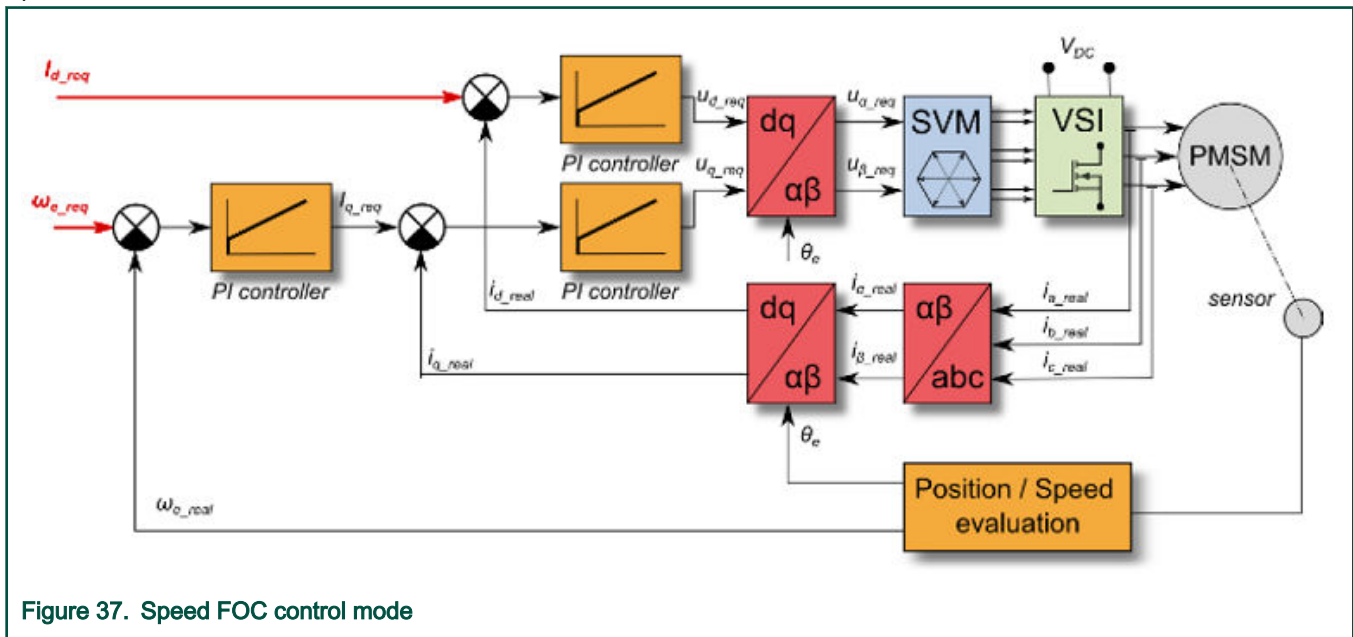 V_DC
I_d_req
u_d_req
u_α_req
dq
αβ
SVM
VSI
PMSM
PI controller
u_q_req
u_β_req
ω_e_req
I_q_req
θ_e
PI controller
PI controller
i_d_real
dq
αβ
i_α_real
αβ
abc
i_a_real
sensor
i_b_real
i_q_real
i_β_real
i_c_real
θ_e
ω_e_real
Position / Speed
evaluation
Figure 37. Speed FOC control mode